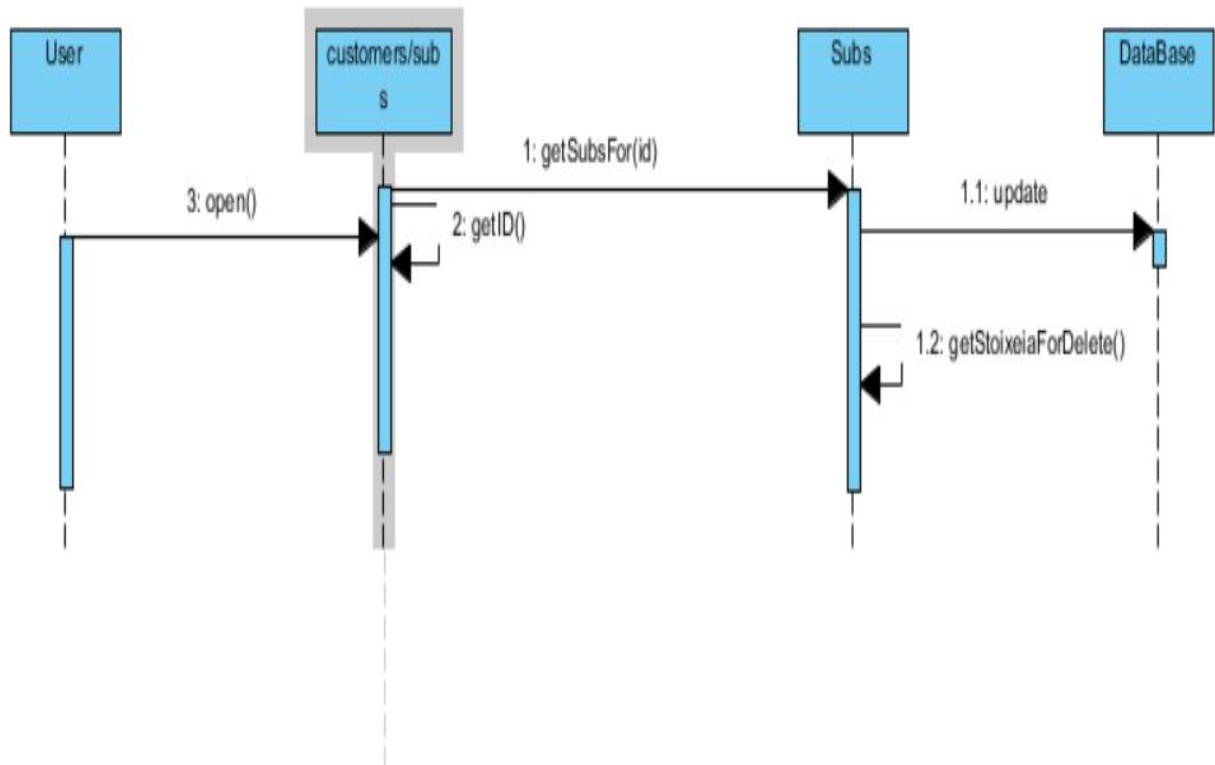 User
customers/sub
s
Subs
DataBase
1: getSubsFor(id)
3: open()
2: getID()
1.1: update
1.2: getStoixeiaForDelete()